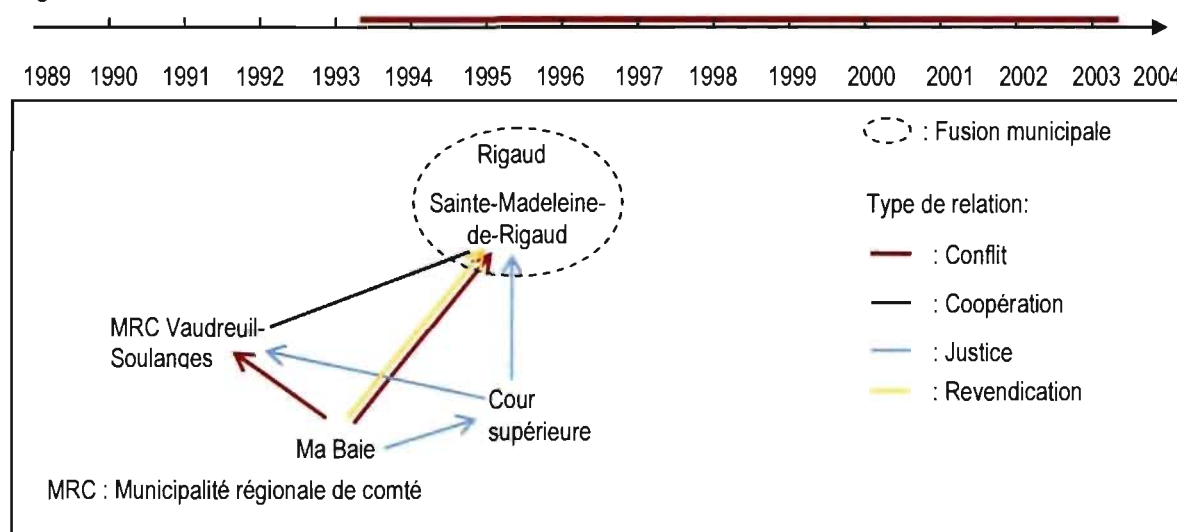 1989 1990 1991 1992 1993 1994 1995 1996 1997 1998 1999 2000 2001 2002 2003 2004
Rigaud
Sainte-Madeleine-
de-Rigaud
MRC Vaudreuil-
Soulanges
Cour
supérieure
Ma Baie
MRC : Municipalité régionale de comté
: Fusion municipale
Type de relation:
: Conflit
: Coopération
: Justice
: Revendication